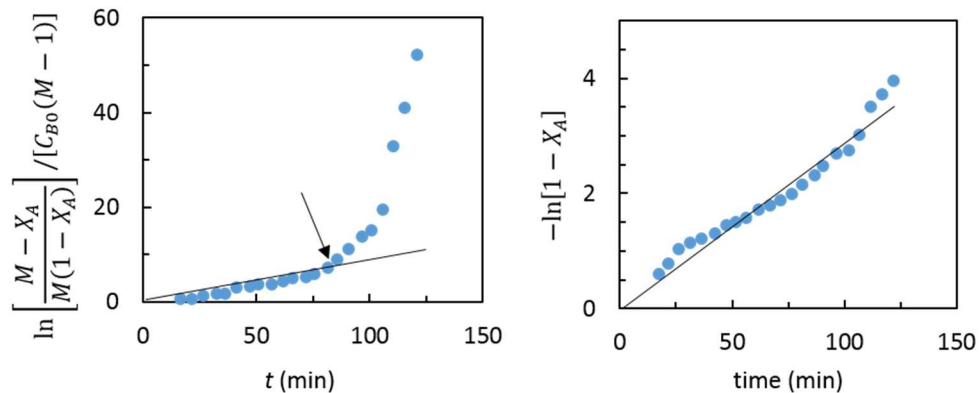 ln [M − X_A / M(1 − X_A)] / [C_B0 (M − 1)]
60
40
20
0
0 50 100 150
t (min)
−ln[1 − X_A]
4
2
0
0 50 100 150
time (min)